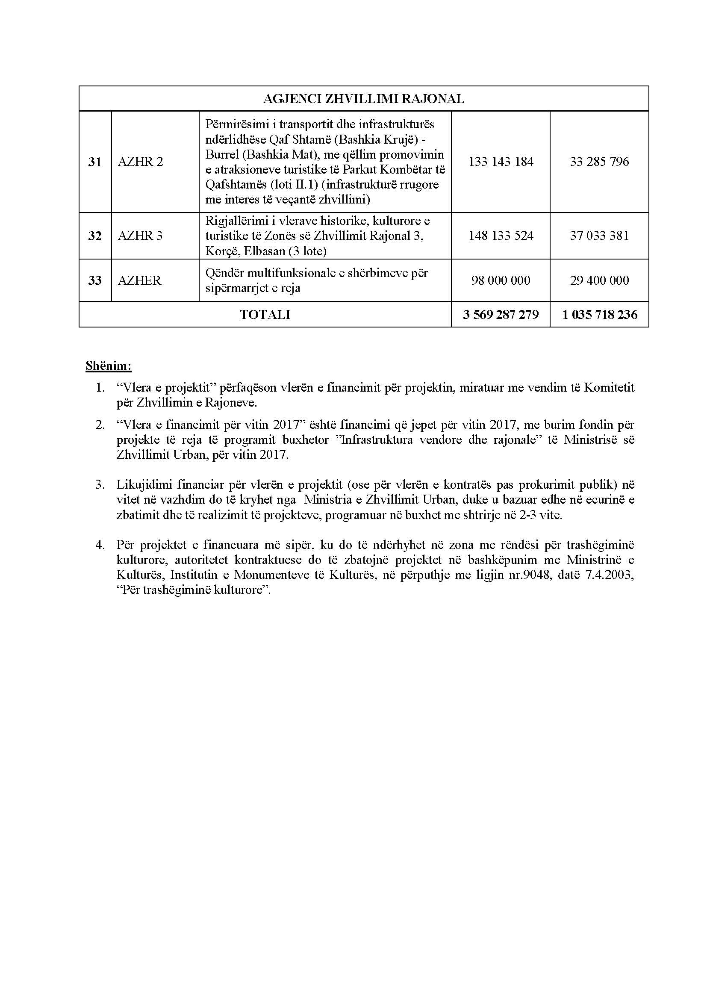 AGJENCI ZHVILLIMI RAJONAL
31
AZHR 2
Përmirësimi i transportit dhe infrastrukturës
ndërlidhëse Qaf Shtamë (Bashkia Krujë) -
Burrel (Bashkia Mat), me qëllim promovimin
e atraksioneve turistike të Parkut Kombëtar të
Qafshtamës (loti II.1) (infrastrukturë rrugore
me interes të veçantë zhvillimi)
133 143 184
33 285 796
32
AZHR 3
Rigjallërimi i vlerave historike, kulturore e
turistike të Zonës së Zhvillimit Rajonal 3,
Korçë, Elbasan (3 lote)
148 133 524
37 033 381
33
AZHER
Qëndër multifunksionale e shërbimeve për
sipërmarrjet e reja
98 000 000
29 400 000
TOTALI
3 569 287 279
1 035 718 236
Shënim:
1. “Vlera e projektit” përfaqëson vlerën e financimit për projektin, miratuar me vendim të Komitetit
për Zhvillimin e Rajoneve.
2. “Vlera e financimit për vitin 2017” është financimi që jepet për vitin 2017, me burim fondin për
projekte të reja të programit buxhetor ”Infrastruktura vendore dhe rajonale” të Ministrisë së
Zhvillimit Urban, për vitin 2017.
3. Likujidimi financiar për vlerën e projektit (ose për vlerën e kontratës pas prokurimit publik) në
vitet në vazhdim do të kryhet nga  Ministria e Zhvillimit Urban, duke u bazuar edhe në ecurinë e
zbatimit dhe të realizimit të projekteve, programuar në buxhet me shtrirje në 2-3 vite.
4. Për projektet e financuara më sipër, ku do të ndërhyhet në zona me rëndësi për trashëgiminë
kulturore, autoritetet kontraktuese do të zbatojnë projektet në bashkëpunim me Ministrinë e
Kulturës, Institutin e Monumenteve të Kulturës, në përputhje me ligjin nr.9048, datë 7.4.2003,
“Për trashëgiminë kulturore”.